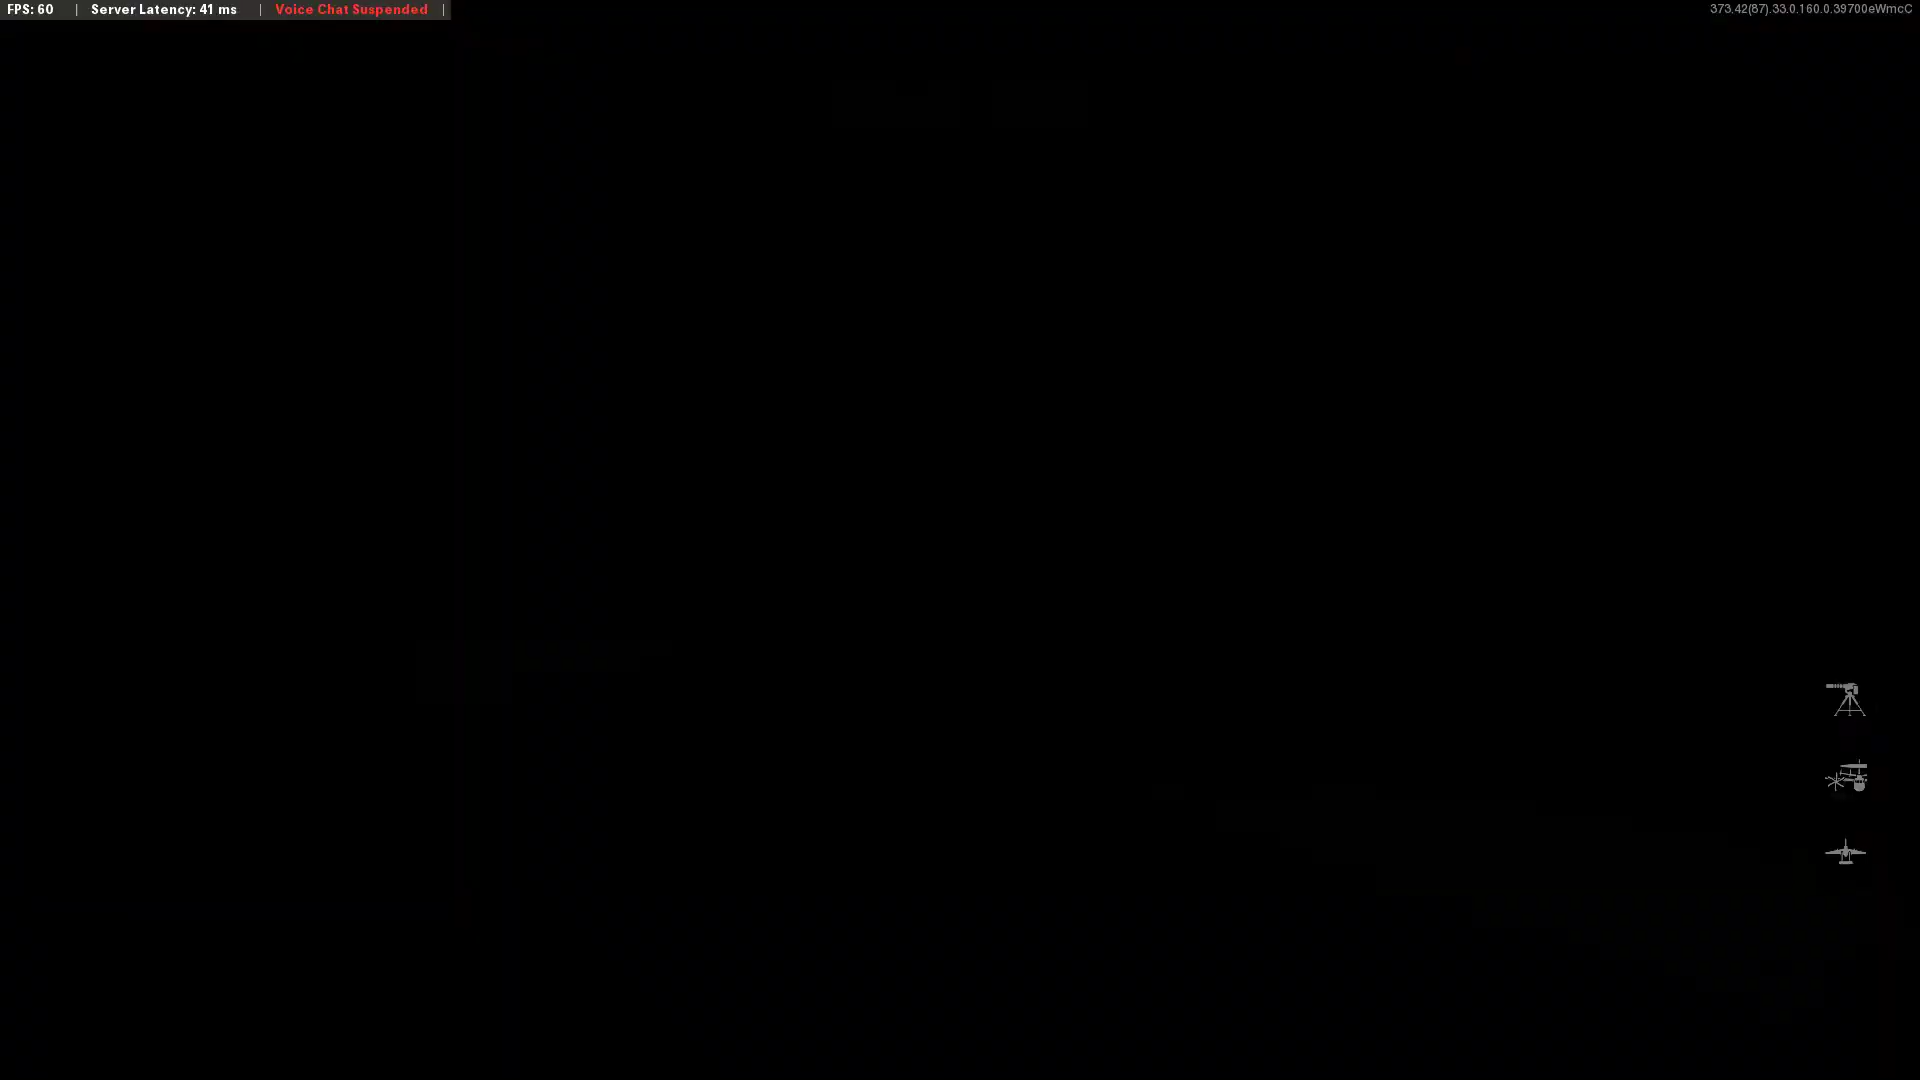 FPS: 60 | Server Latency: 41 ms | Voice Chat Suspended |
373.42(87).33.0.160.0.39700eWmcC